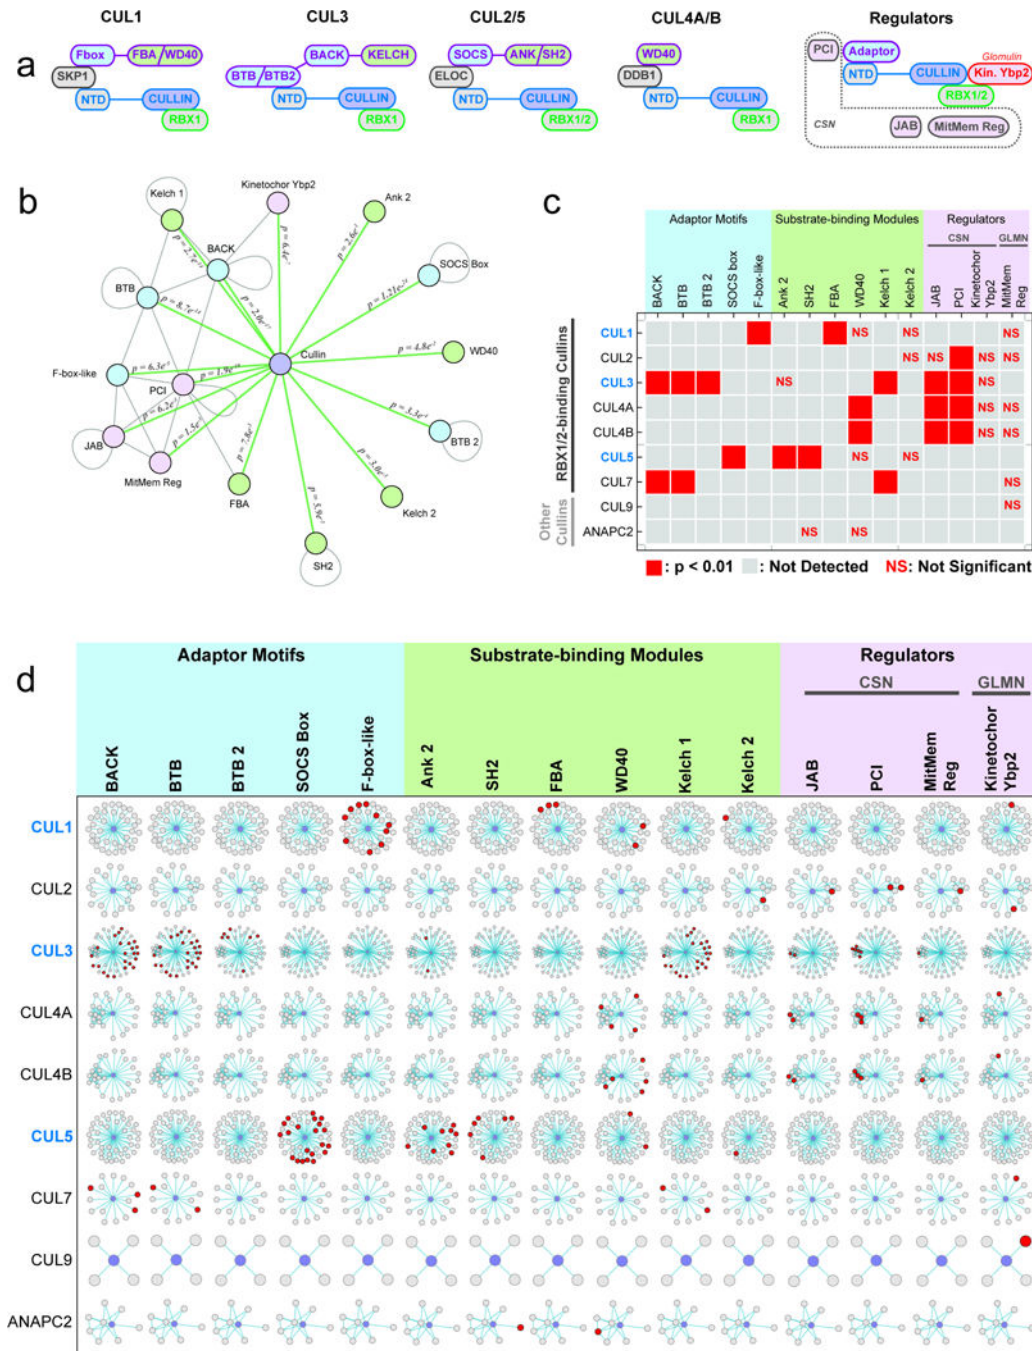 a
CUL1
CUL3
CUL2/5
CUL4A/B
Regulators
Fbox
FBA/WD40
SKP1
NTD
CULLIN
RBX1
BACK
KELCH
BTB/BTB2
NTD
CULLIN
RBX1
SOCS
ANK/SH2
ELOC
NTD
CULLIN
RBX1/2
WD40
DDB1
NTD
CULLIN
RBX1
PCI
Adaptor
Glomulin
NTD
CULLIN
Kin. Ybp2
RBX1/2
CSN
JAB
MitMem Reg
b
Kelch 1
Kinetochor Ybp2
Ank 2
BACK
SOCS Box
BTB
Cullin
WD40
F-box-like
PCI
JAB
BTB 2
MitMem Reg
FBA
Kelch 2
SH2
c
Adaptor Motifs
Substrate-binding Modules
Regulators
CSN
GLMN
BACK
BTB
BTB 2
SOCS box
F-box-like
Ank 2
SH2
FBA
WD40
Kelch 1
Kelch 2
JAB
PCI
Kinetochor
Ybp2
MitMem
Reg
RBX1/2-binding Cullins
Other
Cullins
CUL1 NS NS NS
CUL2 NS NS NS NS
CUL3 NS NS
CUL4A NS NS
CUL4B NS NS
CUL5 NS NS
CUL7 NS
CUL9 NS
ANAPC2 NS NS
: p < 0.01
: Not Detected
NS: Not Significant
d
Adaptor Motifs
Substrate-binding Modules
Regulators
CSN
GLMN
BACK
BTB
BTB 2
SOCS Box
F-box-like
Ank 2
SH2
FBA
WD40
Kelch 1
Kelch 2
JAB
PCI
MitMem
Reg
Kinetochor
Ybp2
CUL1
CUL2
CUL3
CUL4A
CUL4B
CUL5
CUL7
CUL9
ANAPC2